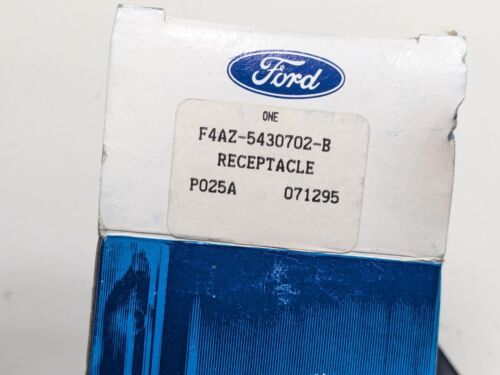 Ford
ONE
F4AZ-5430702-B
RECEPTACLE
P025A 071295